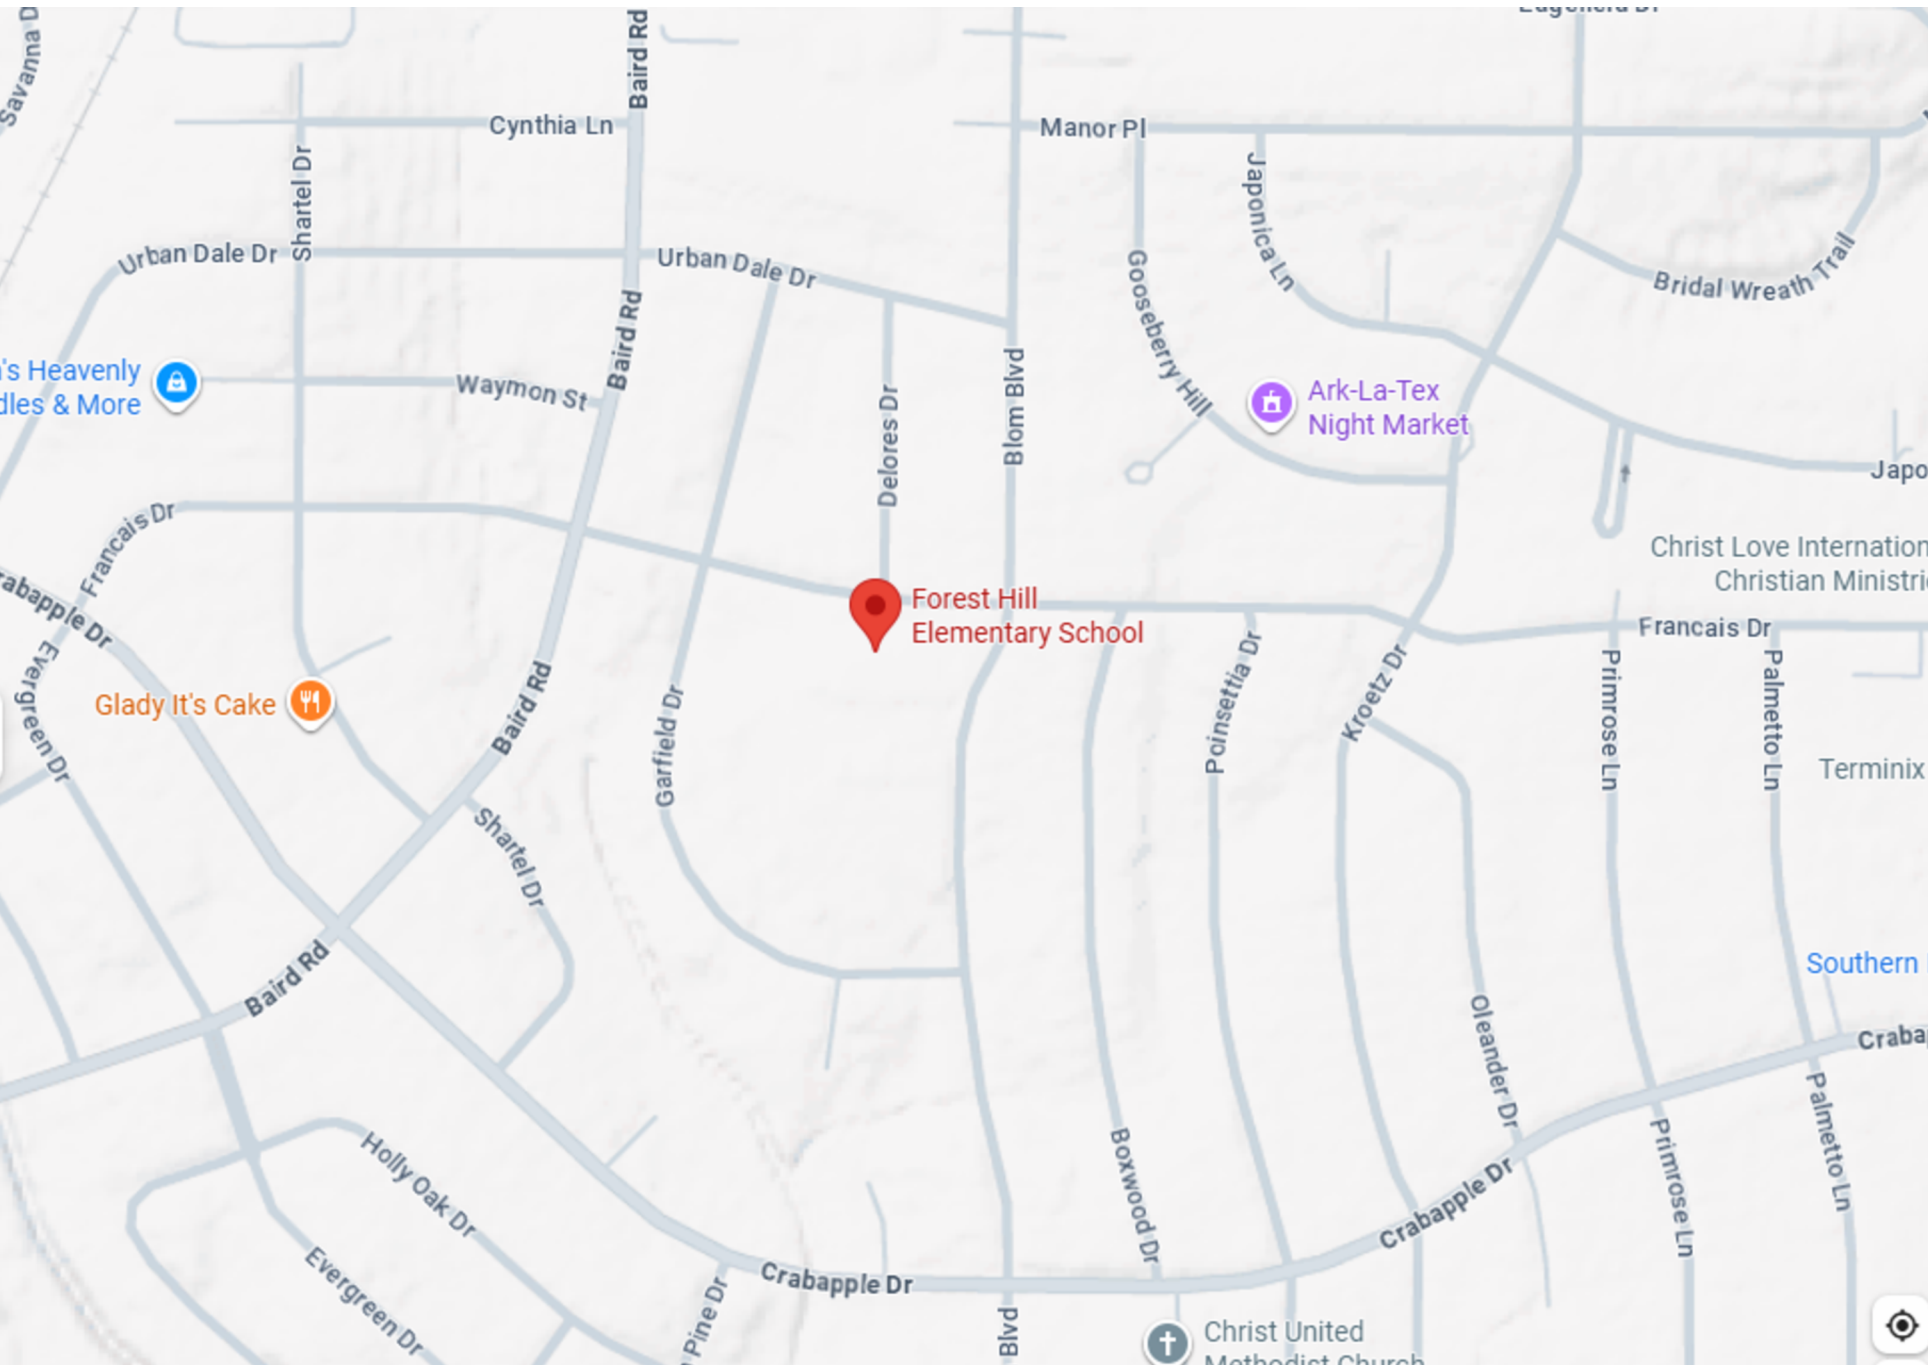 Savanna D
Baird Rd
Edgefield Dr
Cynthia Ln
Manor Pl
Shartel Dr
Japonica Ln
Urban Dale Dr
Urban Dale Dr
Gooseberry Hill
Bridal Wreath Trail
Baird Rd
Blom Blvd
's Heavenly
dles & More
Waymon St
Delores Dr
Ark-La-Tex
Night Market
Japo
Francais Dr
Christ Love Internation
Christian Ministri
rabapple Dr
Forest Hill
Elementary School
Francais Dr
Evergreen Dr
Glady It's Cake
Baird Rd
Garfield Dr
Poinsettia Dr
Kroetz Dr
Primrose Ln
Palmetto Ln
Terminix
Shartel Dr
Southern
Baird Rd
Oleander Dr
Craba
Holly Oak Dr
Boxwood Dr
Crabapple Dr
Primrose Ln
Palmetto Ln
Evergreen Dr
Pine Dr
Crabapple Dr
Blvd
Christ United
Methodist Church